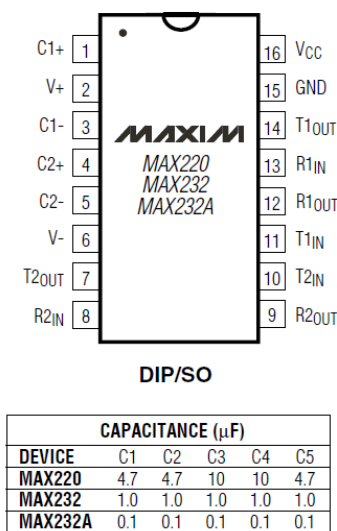 C1+ 1 16 VCC
V+ 2 15 GND
C1- 3 14 T1OUT
MAXIM
C2+ 4 13 R1IN
MAX220
MAX232
MAX232A
C2- 5 12 R1OUT
V- 6 11 T1IN
T2OUT 7 10 T2IN
R2IN 8 9 R2OUT
DIP/SO
CAPACITANCE (μF)
DEVICE C1 C2 C3 C4 C5
MAX220 4.7 4.7 10 10 4.7
MAX232 1.0 1.0 1.0 1.0 1.0
MAX232A 0.1 0.1 0.1 0.1 0.1